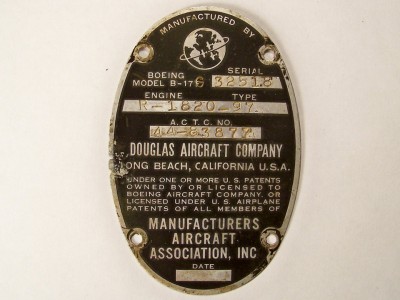 MANUFACTURED BY
BOEING SERIAL
MODEL B-17G 32518
ENGINE TYPE
R-1820-97
A.C.T.C. NO.
DOUGLAS AIRCRAFT COMPANY
LONG BEACH, CALIFORNIA U.S.A.
UNDER ONE OR MORE U.S. PATENTS
OWNED BY OR LICENSED TO
BOEING AIRCRAFT COMPANY, OR
LICENSED UNDER U.S. AIRPLANE
PATENTS OF ALL MEMBERS OF
MANUFACTURERS
AIRCRAFT
ASSOCIATION, INC
DATE